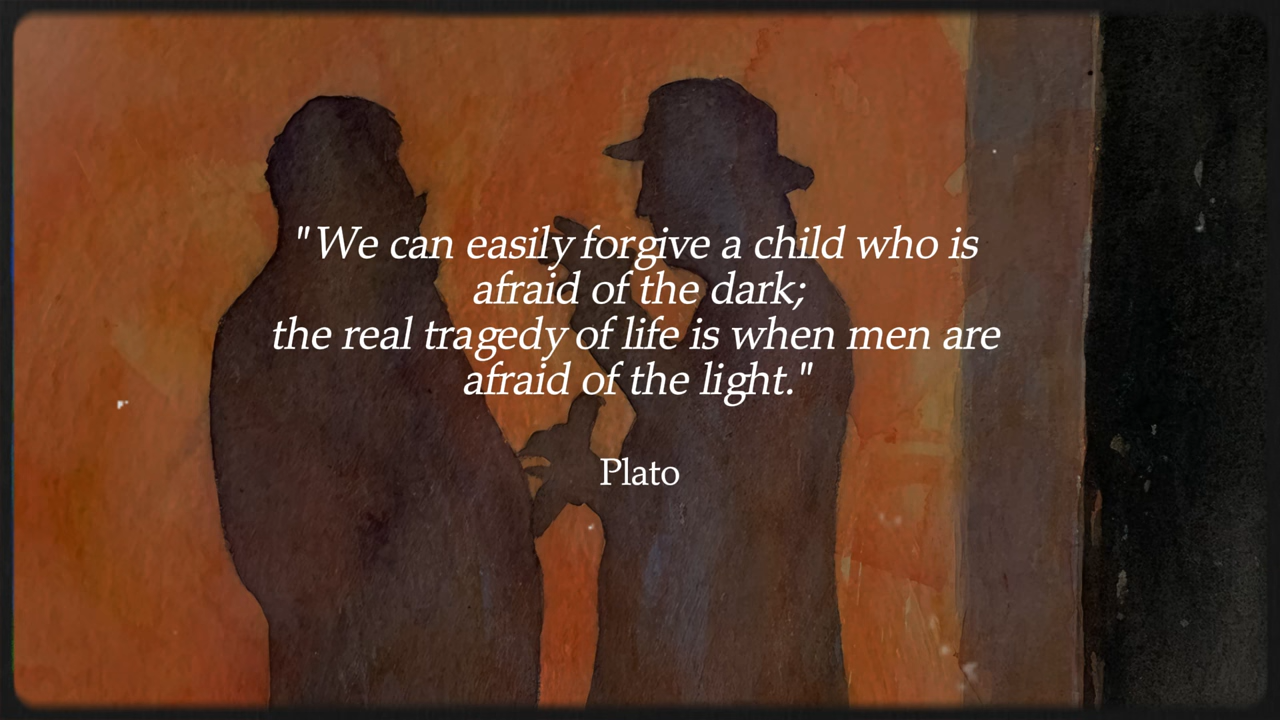 "We can easily forgive a child who is
afraid of the dark;
the real tragedy of life is when men are
afraid of the light."
Plato